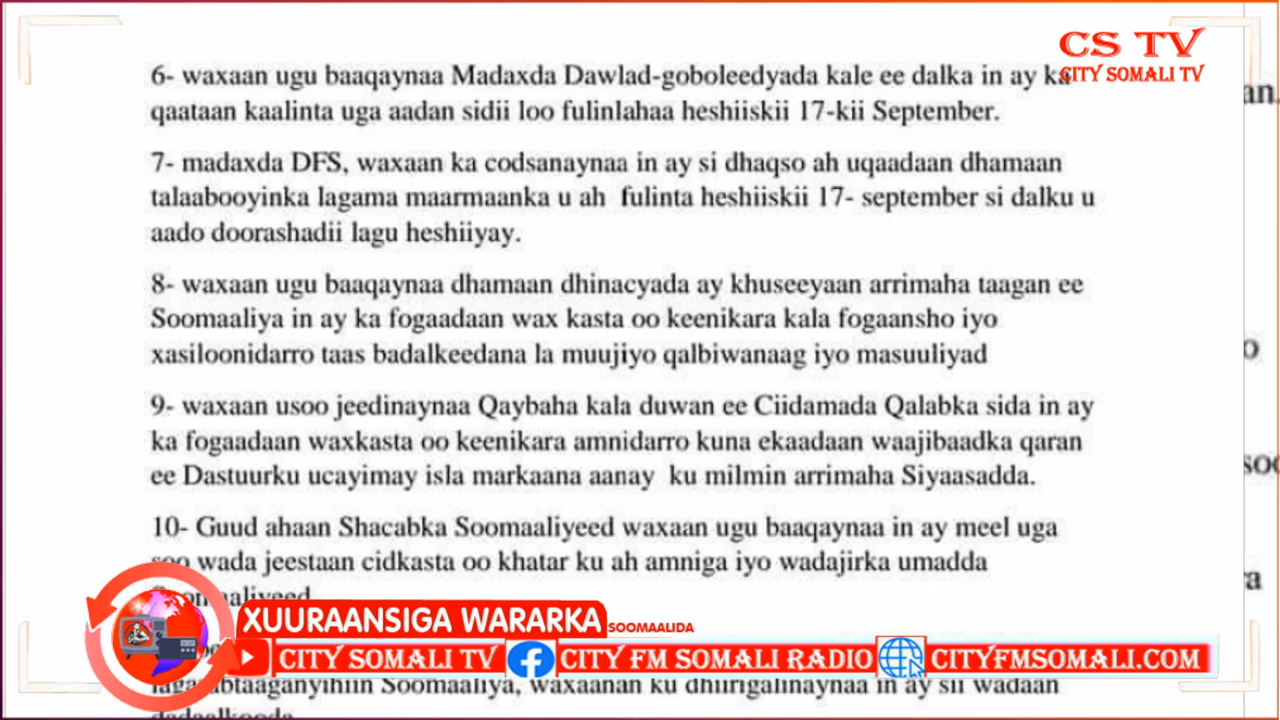 CS TV
CITY SOMALI TV
6- waxaan ugu baaqaynaa Madaxda Dawlad-goboleedyada kale ee dalka in ay ka
qaataan kaalinta uga aadan sidii loo fulinlahaa heshiiskii 17-kii September.
7- madaxda DFS, waxaan ka codsanaynaa in ay si dhaqso ah uqaadaan dhamaan
talaabooyinka lagama maarmaanka u ah fulinta heshiiskii 17- september si dalku u
aado doorashadii lagu heshiiyay.
8- waxaan ugu baaqaynaa dhamaan dhinacyada ay khuseeyaan arrimaha taagan ee
Soomaaliya in ay ka fogaadaan wax kasta oo keenikara kala fogaansho iyo
xasiloonidarro taas badalkeedana la muujiyo qalbiwanaag iyo masuuliyad
9- waxaan usoo jeedinaynaa Qaybaha kala duwan ee Ciidamada Qalabka sida in ay
ka fogaadaan waxkasta oo keenikara amnidarro kuna ekaadaan waajibaadka qaran
ee Dastuurku ucayimay isla markaana aanay ku milmin arrimaha Siyaasadda.
10- Guud ahaan Shacabka Soomaaliyeed waxaan ugu baaqaynaa in ay meel uga
soo wada jeestaan cidkasta oo khatar ku ah amniga iyo wadajirka umadda
Soomaaliyeed
XUURAANSIGA WARARKA
SOOMAALIDA
CITY SOMALI TV CITY FM SOMALI RADIO CITYFMSOMALI.COM
Soomaaliya, waxaanan ku dhiirigalinaynaa in ay sii wadaan
dadaalkooda